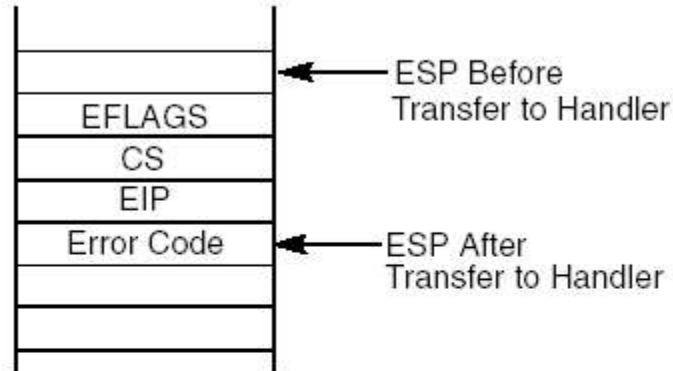 ESP Before
Transfer to Handler
EFLAGS
CS
EIP
Error Code
ESP After
Transfer to Handler